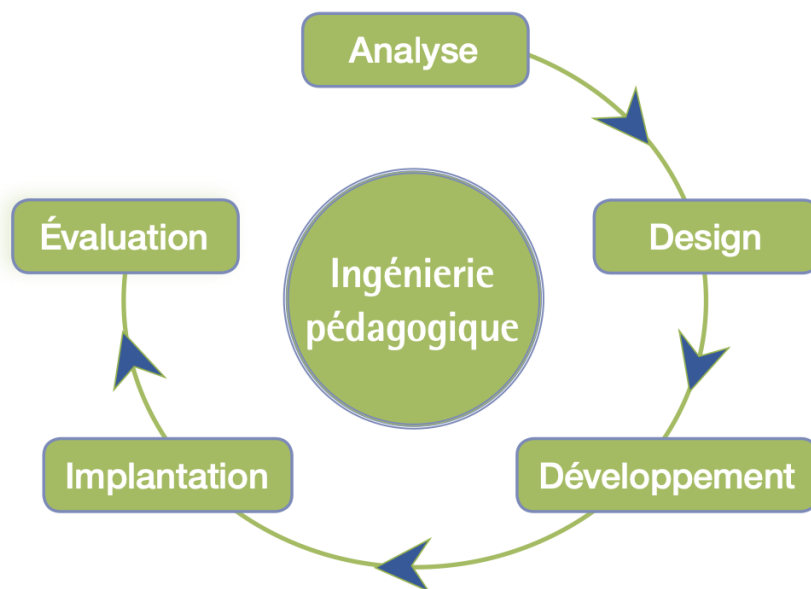 Analyse
Design
Développement
Implantation
Évaluation
Ingénierie
pédagogique